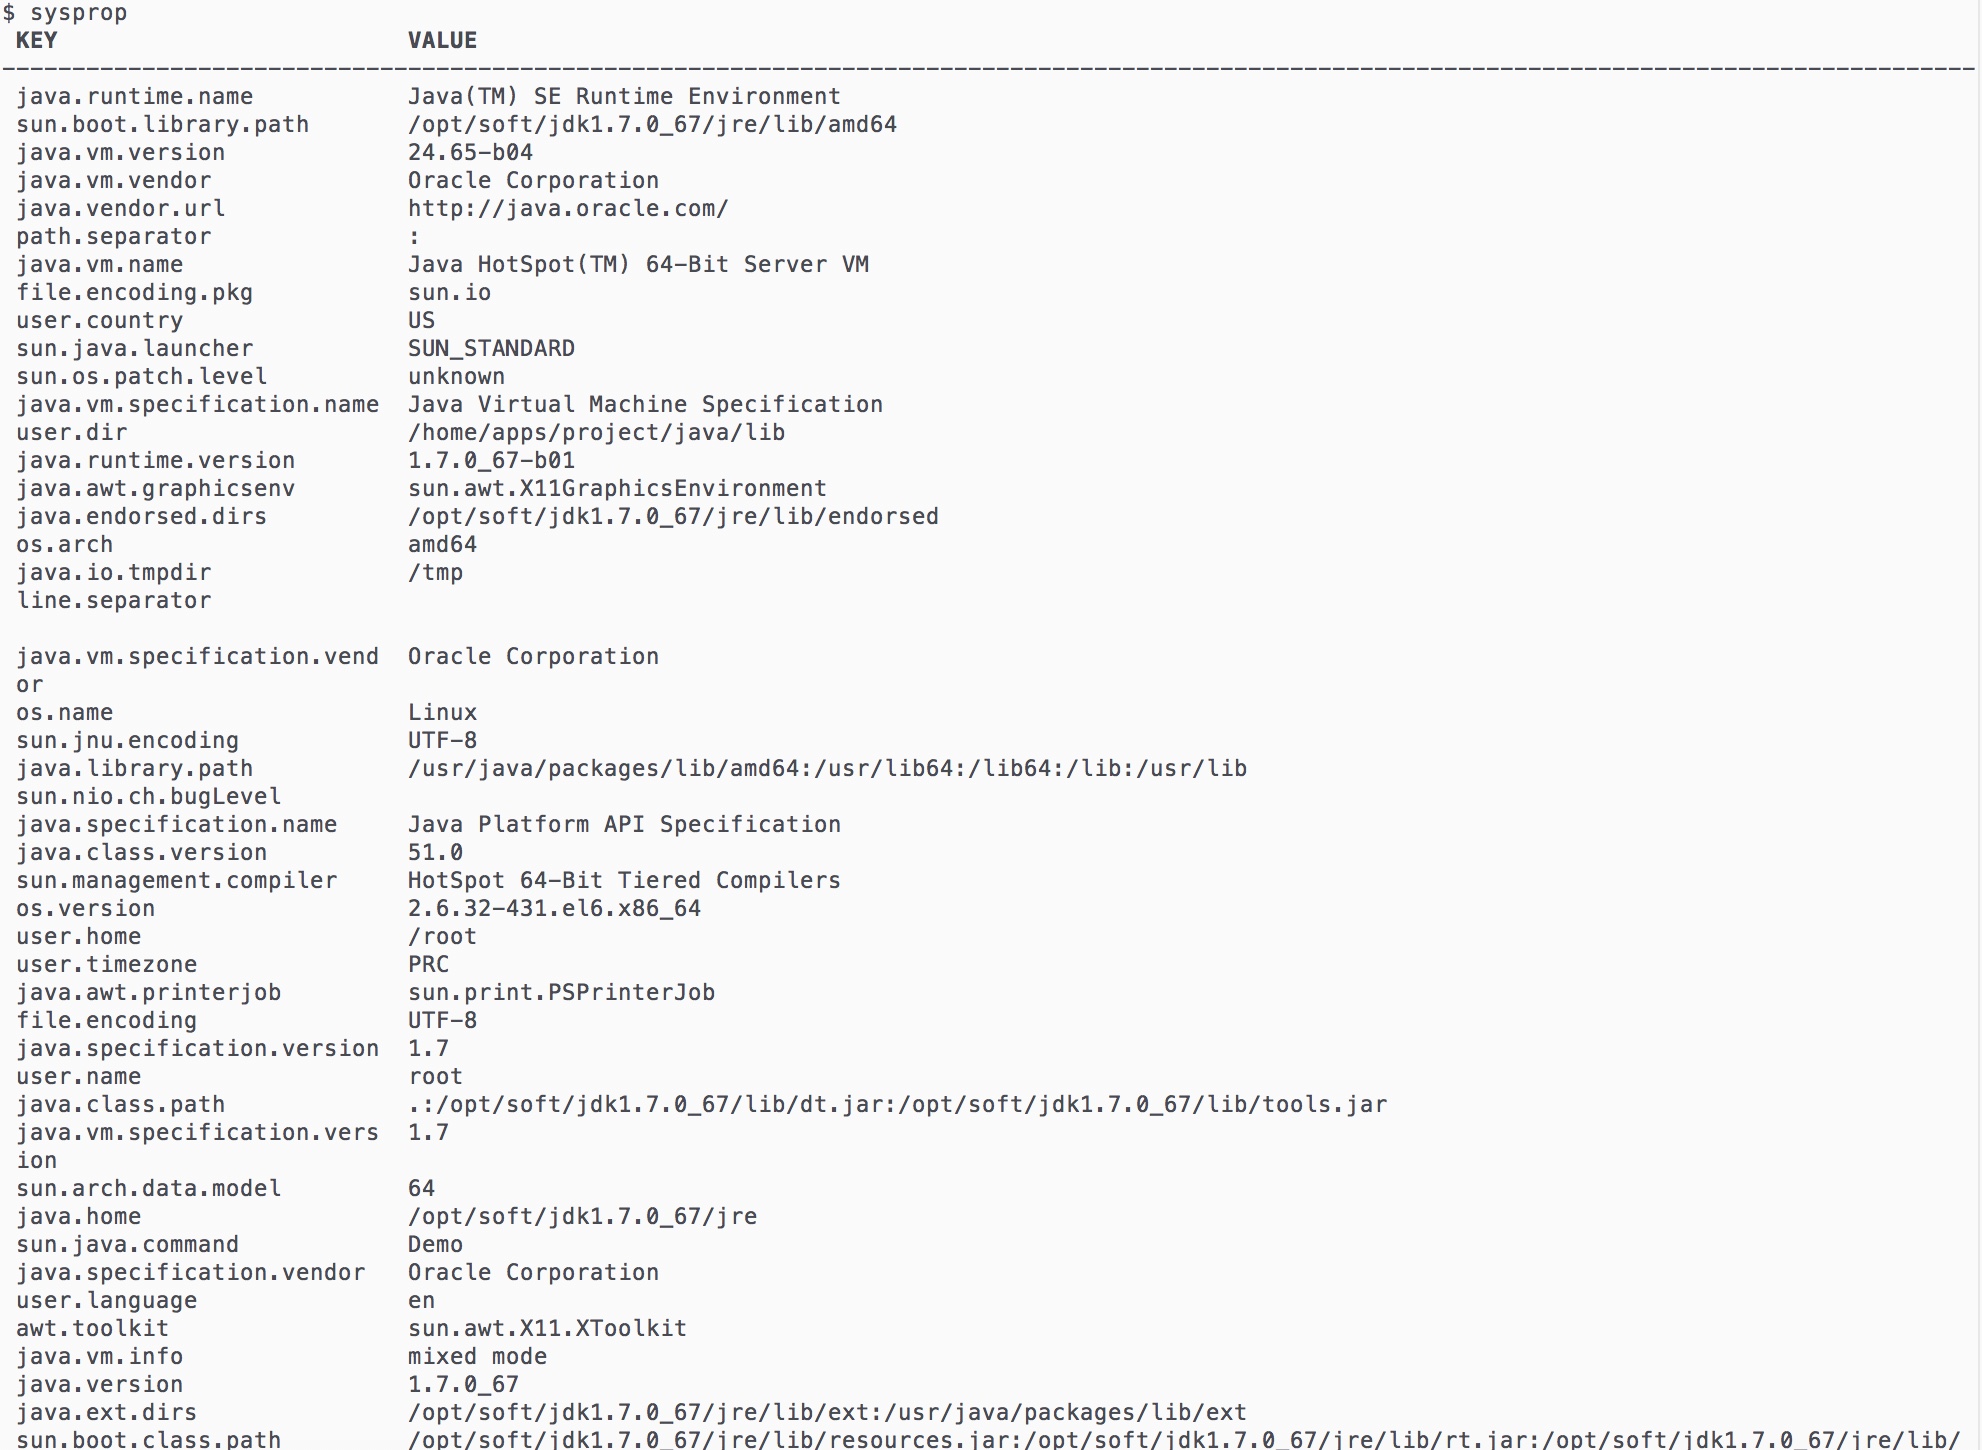 $ sysprop
KEY VALUE
--------------------------------------------------------------------------------------------------------------------------------------------
java.runtime.name Java(TM) SE Runtime Environment
sun.boot.library.path /opt/soft/jdk1.7.0_67/jre/lib/amd64
java.vm.version 24.65-b04
java.vm.vendor Oracle Corporation
java.vendor.url http://java.oracle.com/
path.separator :
java.vm.name Java HotSpot(TM) 64-Bit Server VM
file.encoding.pkg sun.io
user.country US
sun.java.launcher SUN_STANDARD
sun.os.patch.level unknown
java.vm.specification.name Java Virtual Machine Specification
user.dir /home/apps/project/java/lib
java.runtime.version 1.7.0_67-b01
java.awt.graphicsenv sun.awt.X11GraphicsEnvironment
java.endorsed.dirs /opt/soft/jdk1.7.0_67/jre/lib/endorsed
os.arch amd64
java.io.tmpdir /tmp
line.separator
java.vm.specification.vend Oracle Corporation
or
os.name Linux
sun.jnu.encoding UTF-8
java.library.path /usr/java/packages/lib/amd64:/usr/lib64:/lib64:/lib:/usr/lib
sun.nio.ch.bugLevel
java.specification.name Java Platform API Specification
java.class.version 51.0
sun.management.compiler HotSpot 64-Bit Tiered Compilers
os.version 2.6.32-431.el6.x86_64
user.home /root
user.timezone PRC
java.awt.printerjob sun.print.PSPrinterJob
file.encoding UTF-8
java.specification.version 1.7
user.name root
java.class.path .:/opt/soft/jdk1.7.0_67/lib/dt.jar:/opt/soft/jdk1.7.0_67/lib/tools.jar
java.vm.specification.vers 1.7
ion
sun.arch.data.model 64
java.home /opt/soft/jdk1.7.0_67/jre
sun.java.command Demo
java.specification.vendor Oracle Corporation
user.language en
awt.toolkit sun.awt.X11.XToolkit
java.vm.info mixed mode
java.version 1.7.0_67
java.ext.dirs /opt/soft/jdk1.7.0_67/jre/lib/ext:/usr/java/packages/lib/ext
sun.boot.class.path /opt/soft/jdk1.7.0_67/jre/lib/resources.jar:/opt/soft/jdk1.7.0_67/jre/lib/rt.jar:/opt/soft/jdk1.7.0_67/jre/lib/